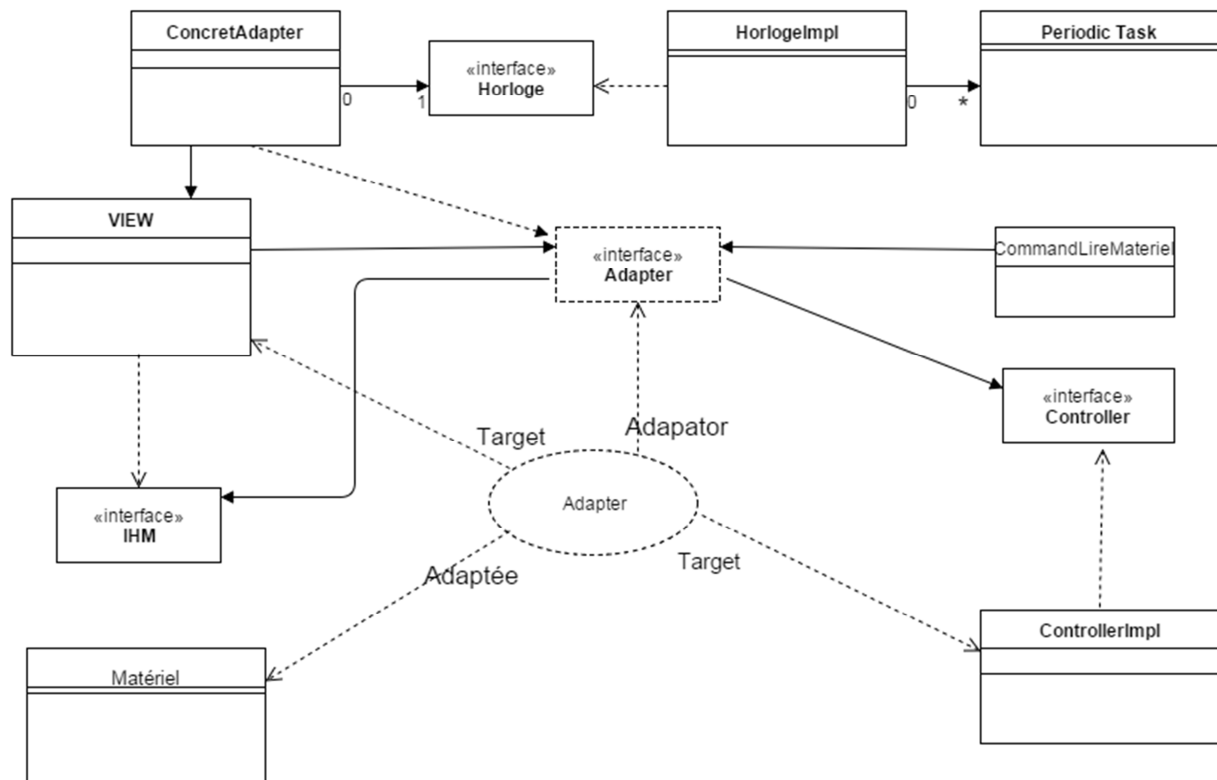 ConcretAdapter
HorlogeImpl
Periodic Task
«interface»
Horloge
0
1
0
*
VIEW
«interface»
Adapter
CommandLireMateriel
«interface»
Controller
Target
Adapator
«interface»
IHM
Adapter
Target
Adaptée
ControllerImpl
Matériel